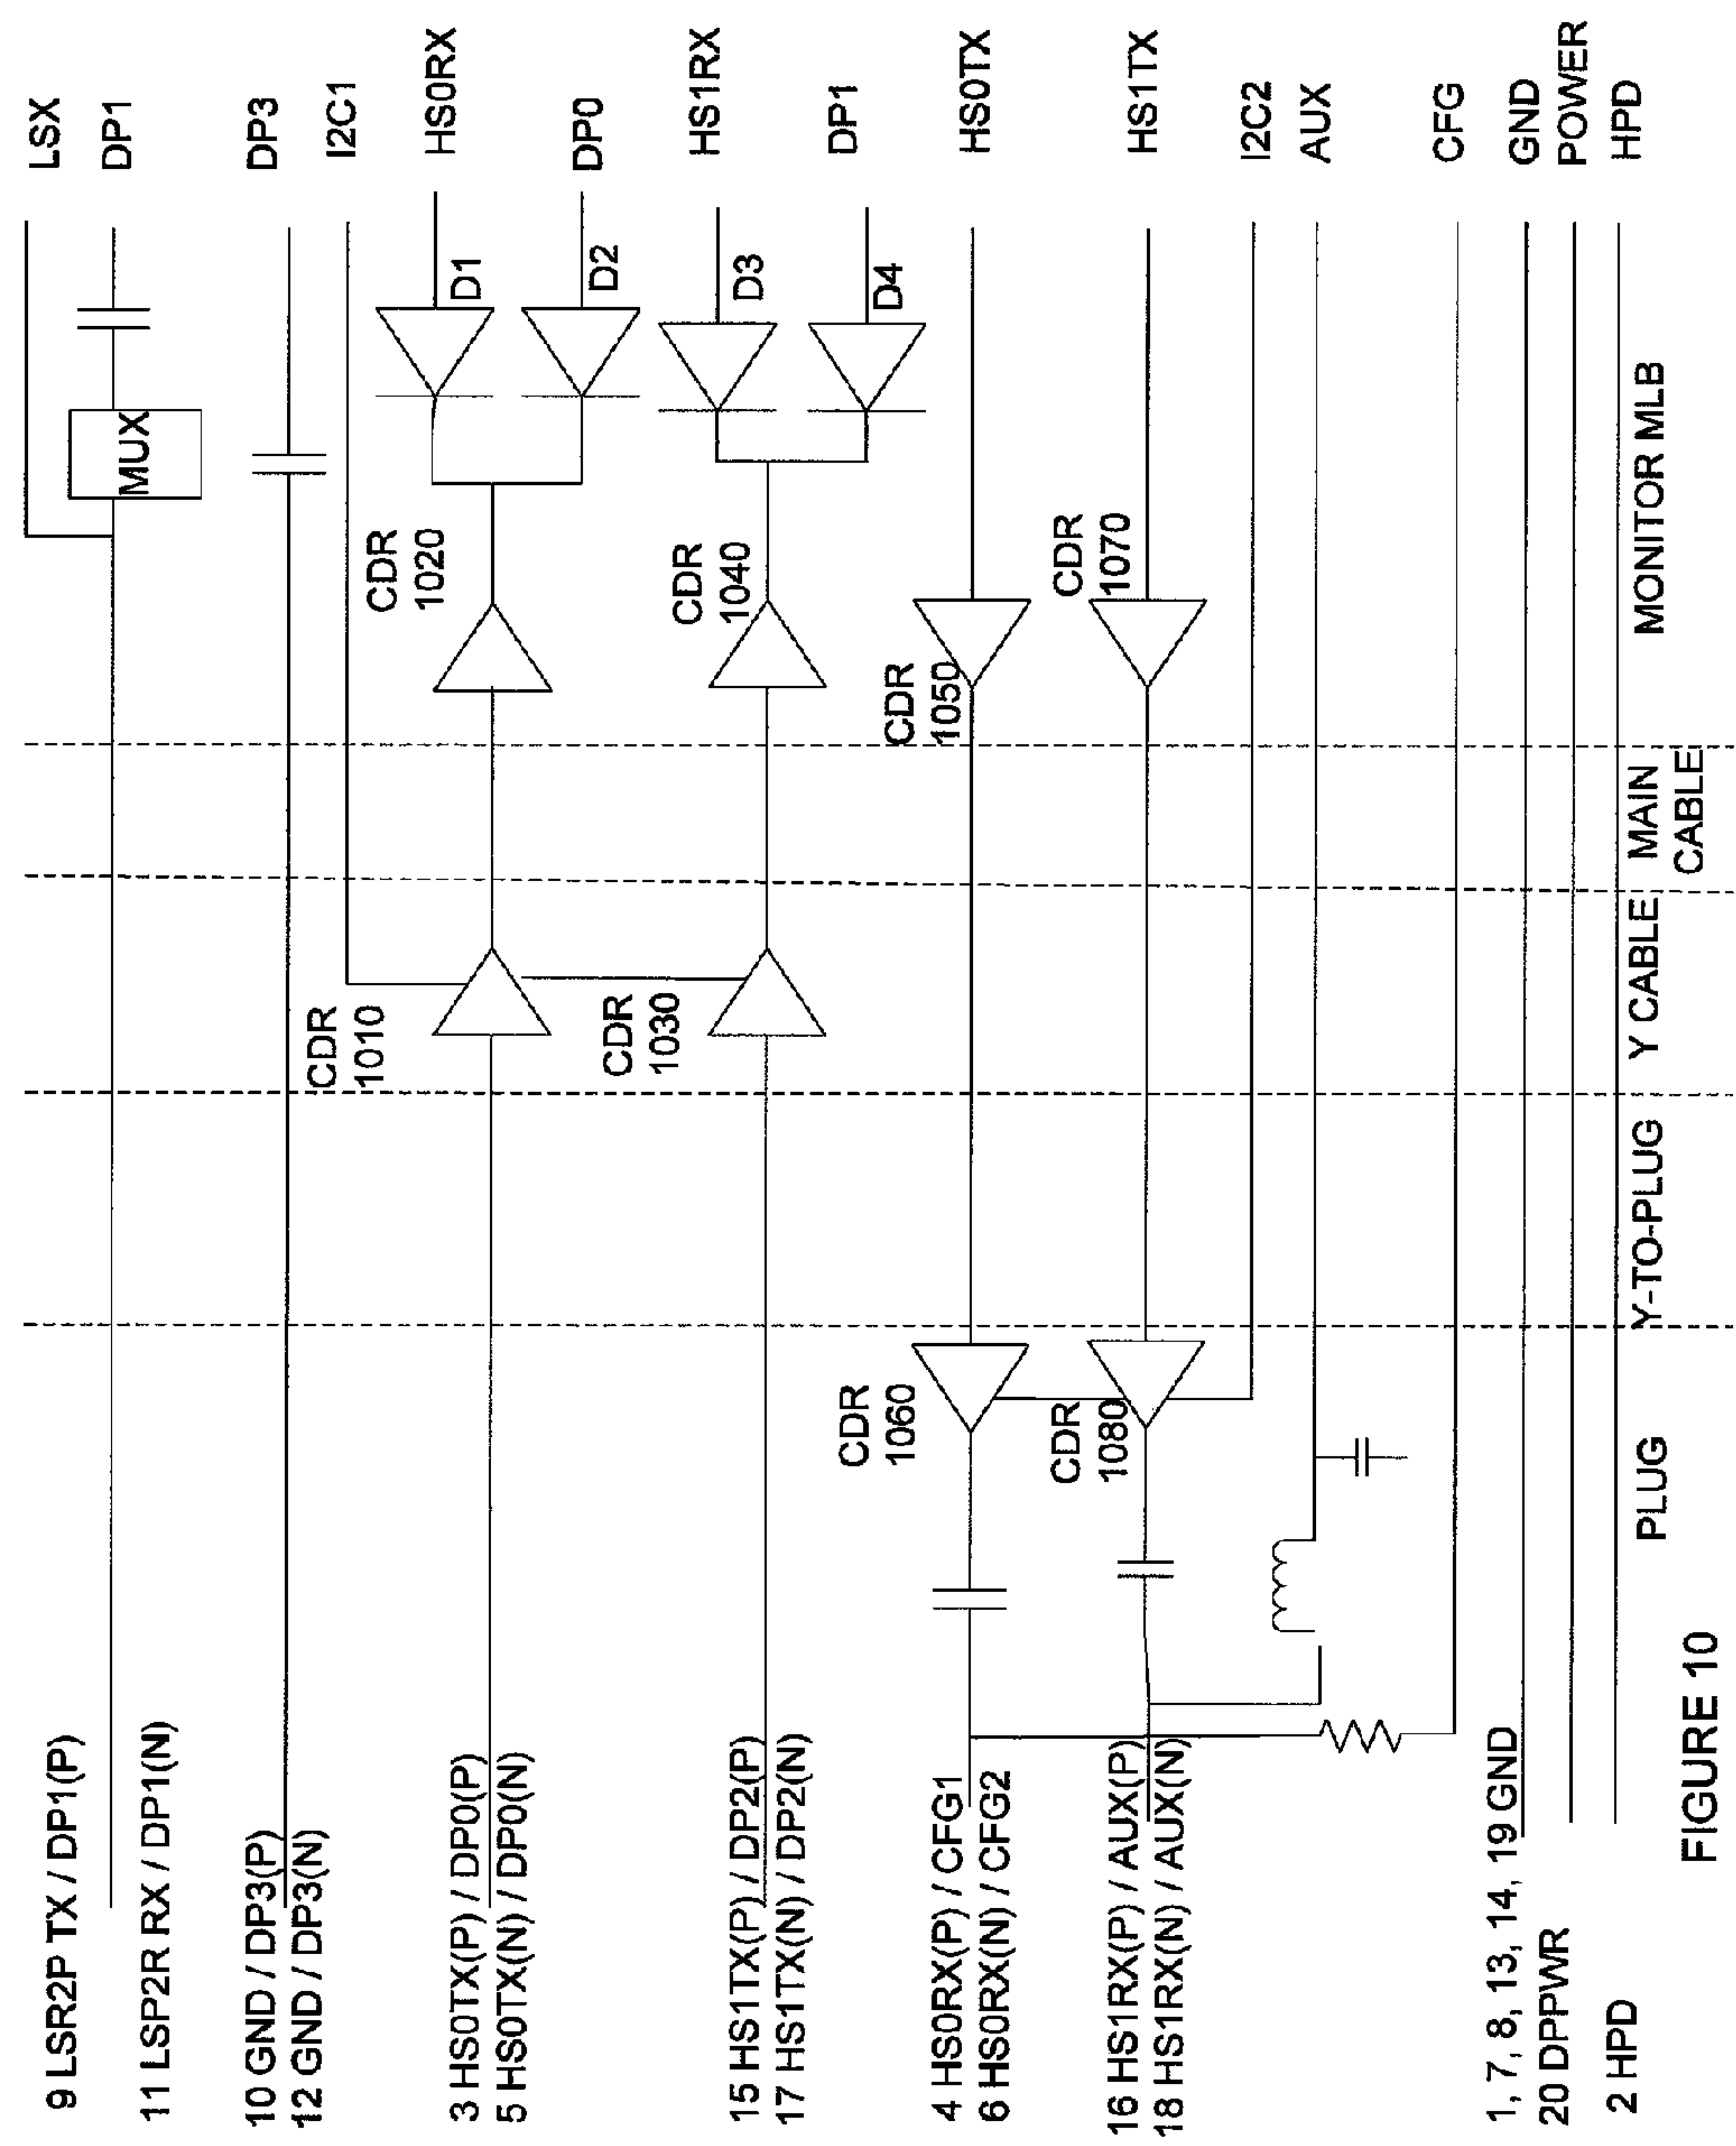 9 LSR2P TX / DP1(P)
11 LSP2R RX / DP1(N)
10 GND / DP3(P)
12 GND / DP3(N)
3 HS0TX(P) / DP0(P)
5 HS0TX(N) / DP0(N)
15 HS1TX(P) / DP2(P)
17 HS1TX(N) / DP2(N)
4 HS0RX(P) / CFG1
6 HS0RX(N) / CFG2
16 HS1RX(P) / AUX(P)
18 HS1RX(N) / AUX(N)
1, 7, 8, 13, 14, 19 GND
20 DPPWR
2 HPD
CDR
1060
CDR
1080
CDR
1010
CDR
1030
CDR
1020
CDR
1040
CDR
1050
CDR
1070
MUX
D1
D2
D3
D4
LSX
DP1
DP3
I2C1
HS0RX
DP0
HS1RX
DP1
HS0TX
HS1TX
I2C2
AUX
CFG
GND
POWER
HPD
PLUG
Y-TO-PLUG
Y CABLE
MAIN
CABLE
MONITOR MLB
FIGURE 10